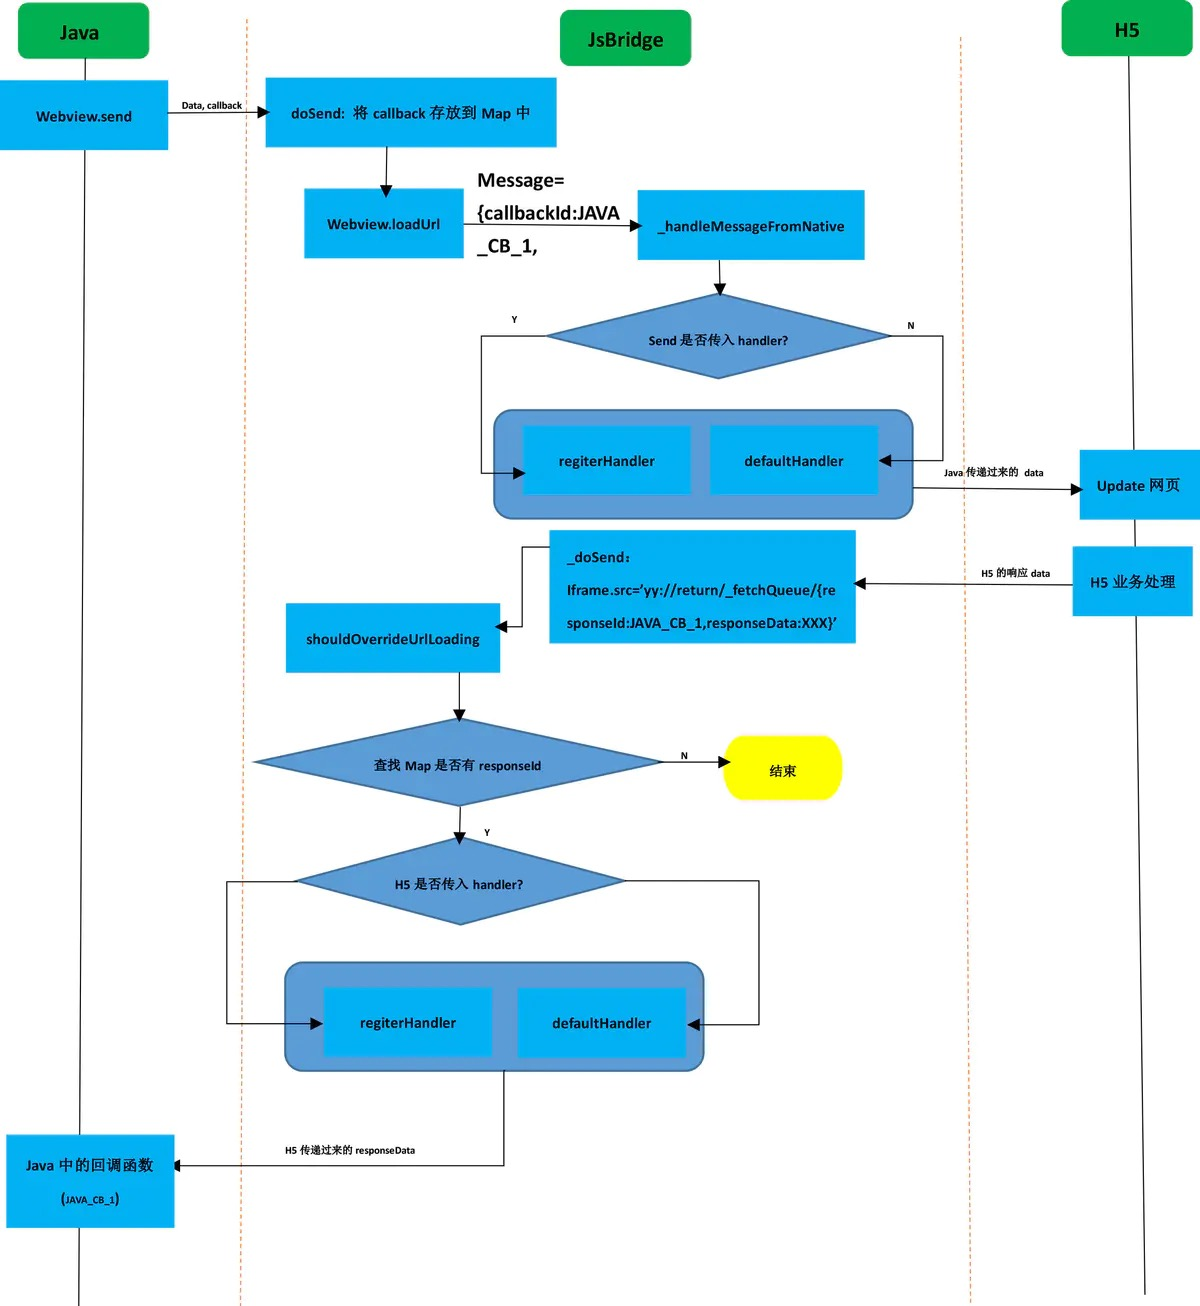 Java
JsBridge
H5
Webview.send
Data, callback
doSend: 将 callback 存放到 Map 中
Webview.loadUrl
Message=
{callbackId:JAVA
_CB_1,
_handleMessageFromNative
Send 是否传入 handler?
Y
N
regiterHandler
defaultHandler
Java 传递过来的 data
Update 网页
_doSend：
Iframe.src=‘yy://return/_fetchQueue/{re
sponseId:JAVA_CB_1,responseData:XXX}’
H5 的响应 data
H5 业务处理
shouldOverrideUrlLoading
查找 Map 是否有 responseId
N
结束
Y
H5 是否传入 handler?
regiterHandler
defaultHandler
H5 传递过来的 responseData
Java 中的回调函数
(JAVA_CB_1)